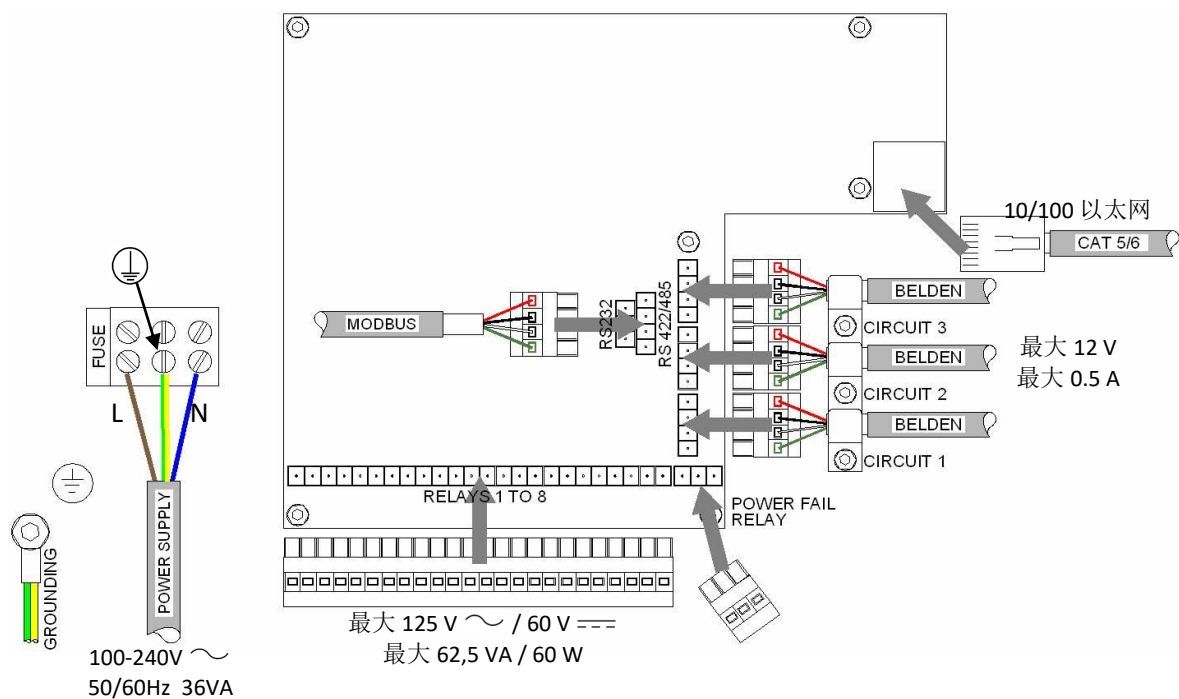 10/100 以太网
CAT 5/6
BELDEN
CIRCUIT 3
BELDEN
CIRCUIT 2
BELDEN
CIRCUIT 1
最大 12 V
最大 0.5 A
MODBUS
RS232
RS 422/485
FUSE
L
N
POWER SUPPLY
GROUNDING
100-240V ～
50/60Hz 36VA
RELAYS 1 TO 8
POWER FAIL
RELAY
最大 125 V ～ / 60 V ⎓
最大 62,5 VA / 60 W